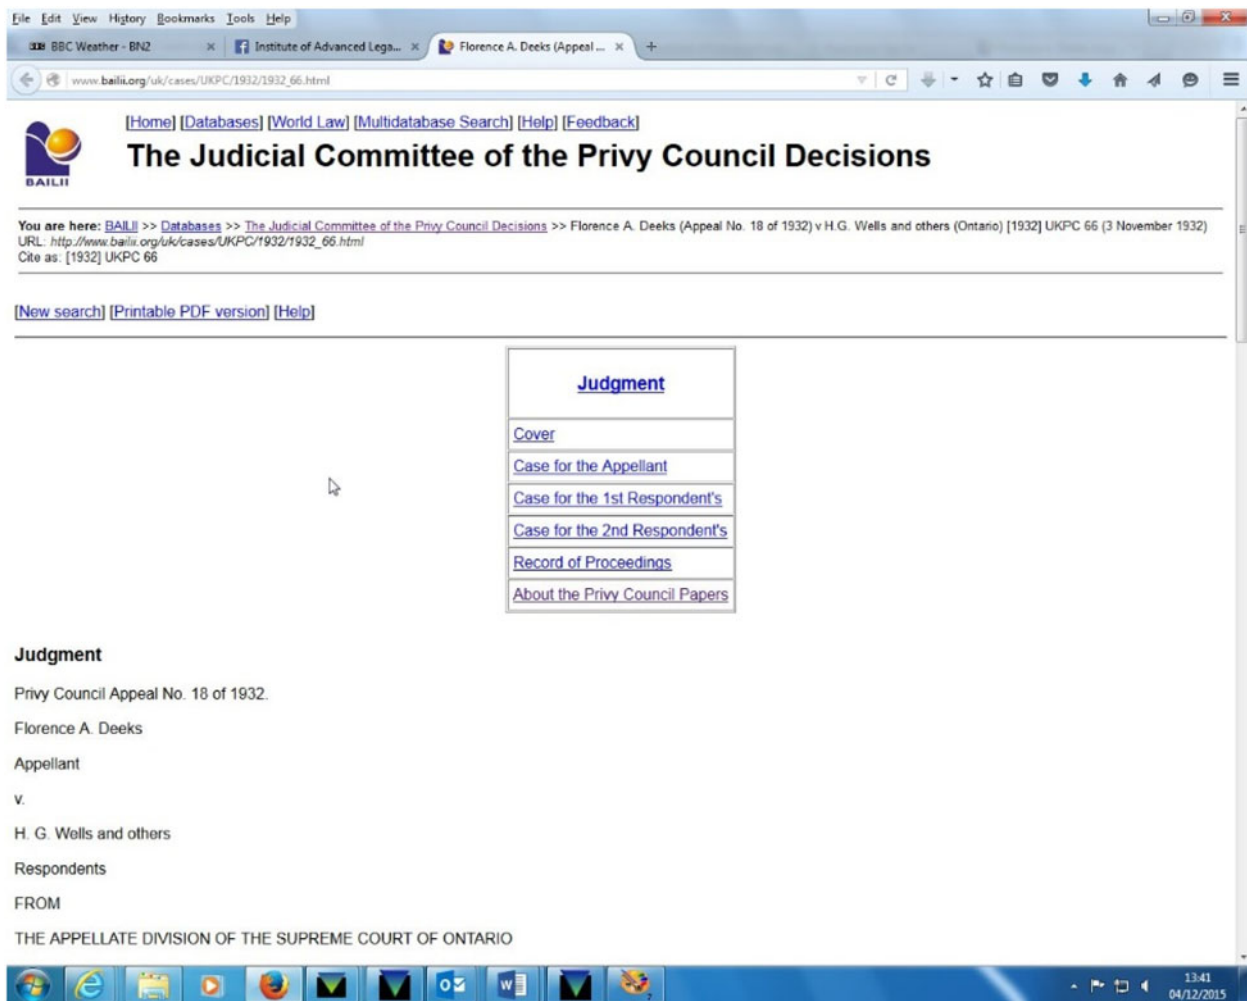 File Edit View History Bookmarks Tools Help
BBC Weather - BN2 × Institute of Advanced Lega... × Florence A. Deeks (Appeal ... × +
www.bailii.org/uk/cases/UKPC/1932/1932_66.html
[Home] [Databases] [World Law] [Multidatabase Search] [Help] [Feedback]
BAILII
The Judicial Committee of the Privy Council Decisions
You are here: BAILII >> Databases >> The Judicial Committee of the Privy Council Decisions >> Florence A. Deeks (Appeal No. 18 of 1932) v H.G. Wells and others (Ontario) [1932] UKPC 66 (3 November 1932)
URL: http://www.bailii.org/uk/cases/UKPC/1932/1932_66.html
Cite as: [1932] UKPC 66
[New search] [Printable PDF version] [Help]
Judgment
Cover
Case for the Appellant
Case for the 1st Respondent's
Case for the 2nd Respondent's
Record of Proceedings
About the Privy Council Papers
Judgment
Privy Council Appeal No. 18 of 1932.
Florence A. Deeks
Appellant
v.
H. G. Wells and others
Respondents
FROM
THE APPELLATE DIVISION OF THE SUPREME COURT OF ONTARIO
13:41
04/12/2015